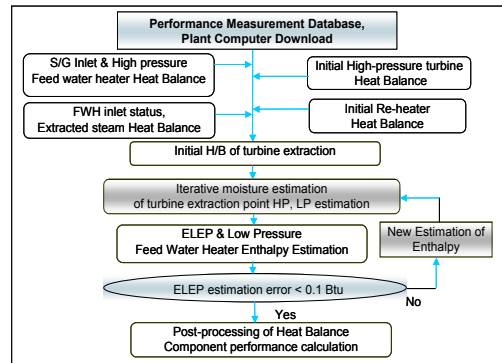 Performance Measurement Database,
Plant Computer Download
S/G Inlet & High pressure
Feed water heater Heat Balance
Initial High-pressure turbine
Heat Balance
FWH inlet status,
Extracted steam Heat Balance
Initial Re-heater
Heat Balance
Initial H/B of turbine extraction
Iterative moisture estimation
of turbine extraction point HP, LP estimation
ELEP & Low Pressure
Feed Water Heater Enthalpy Estimation
New Estimation of
Enthalpy
ELEP estimation error < 0.1 Btu
No
Yes
Post-processing of Heat Balance
Component performance calculation